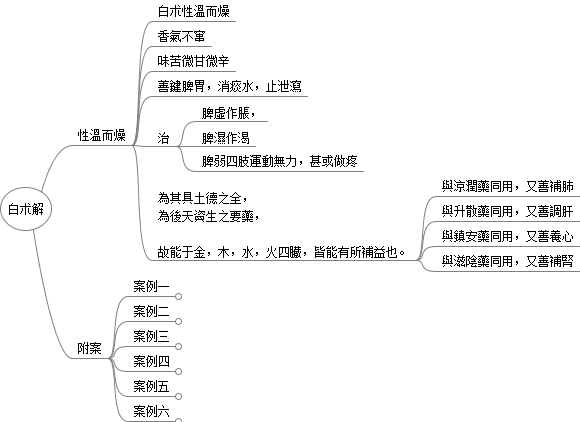 白朮解
性溫而燥
白朮性溫而燥
香氣不竄
味苦微甘微辛
善健脾胃，消痰水，止泄瀉
治
脾虛作脹，
脾濕作渴
脾弱四肢運動無力，甚或做疼
為其具土德之全，
為後天資生之要藥，
故能于金，木，水，火四臟，皆能有所補益也。
與涼潤藥同用，又善補肺
與升散藥同用，又善調肝
與鎮安藥同用，又善養心
與滋陰藥同用，又善補腎
附案
案例一
案例二
案例三
案例四
案例五
案例六